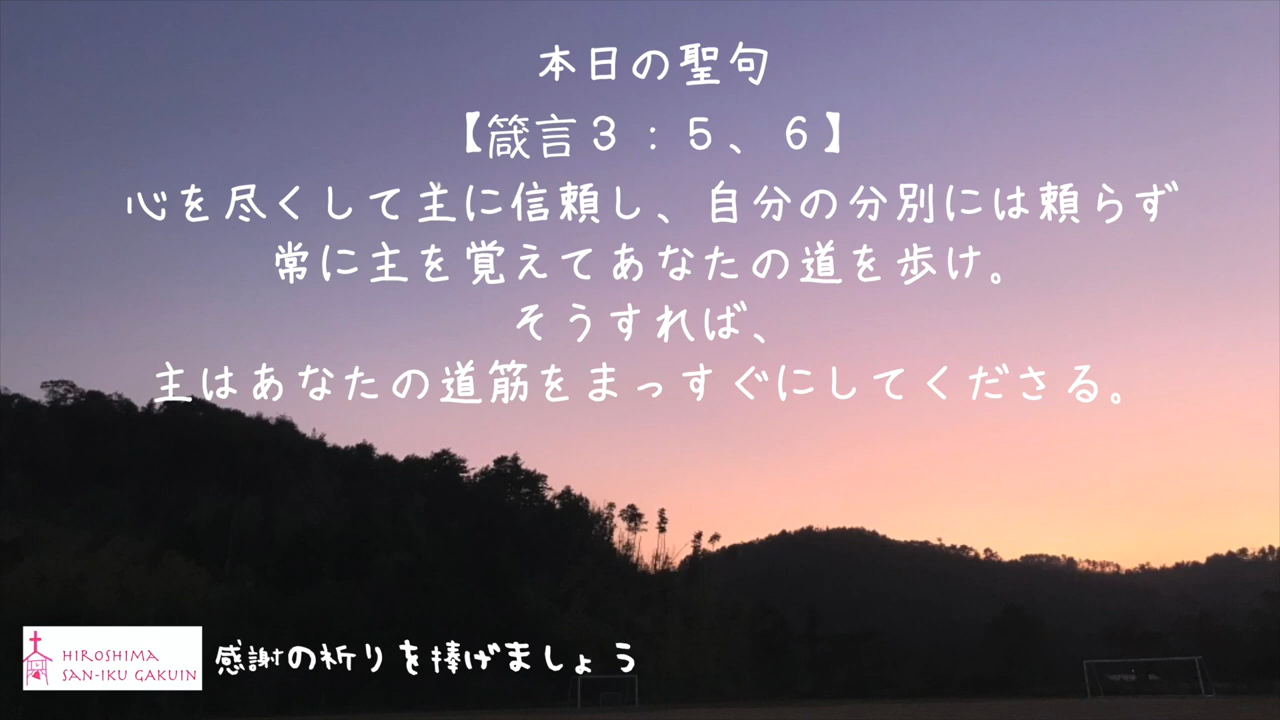 本日の聖句
【箴言３：５、６】
心を尽くして主に信頼し、自分の分別には頼らず
常に主を覚えてあなたの道を歩け。
そうすれば、
主はあなたの道筋をまっすぐにしてくださる。
HIROSHIMA
SAN-IKU GAKUIN
感謝の祈りを捧げましょう